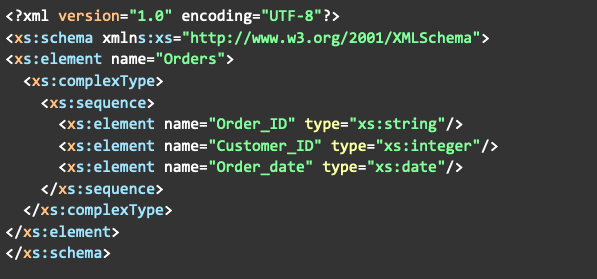 <?xml version="1.0" encoding="UTF-8"?>
<xs:schema xmlns:xs="http://www.w3.org/2001/XMLSchema">
<xs:element name="Orders">
<xs:complexType>
<xs:sequence>
<xs:element name="Order_ID" type="xs:string"/>
<xs:element name="Customer_ID" type="xs:integer"/>
<xs:element name="Order_date" type="xs:date"/>
</xs:sequence>
</xs:complexType>
</xs:element>
</xs:schema>